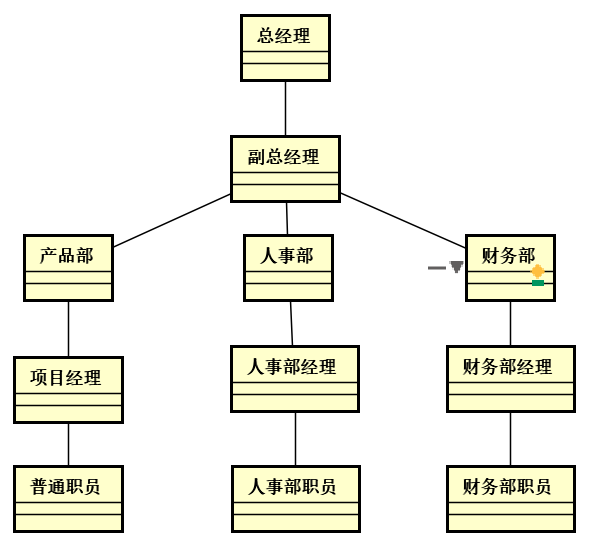 总经理
副总经理
产品部
人事部
财务部
项目经理
人事部经理
财务部经理
普通职员
人事部职员
财务部职员